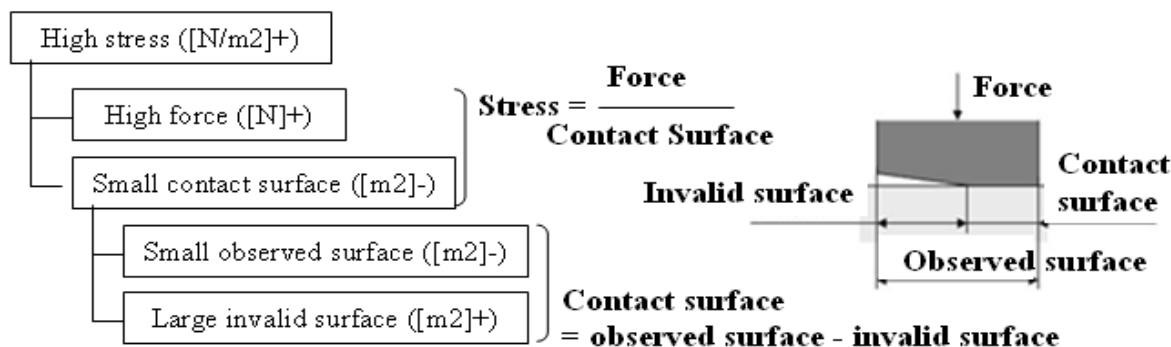 High stress ([N/m2]+)
High force ([N]+)
Small contact surface ([m2]-)
Small observed surface ([m2]-)
Large invalid surface ([m2]+)
Stress = Force
Contact Surface
Contact surface
= observed surface - invalid surface
Force
Invalid surface
Contact
surface
Observed surface